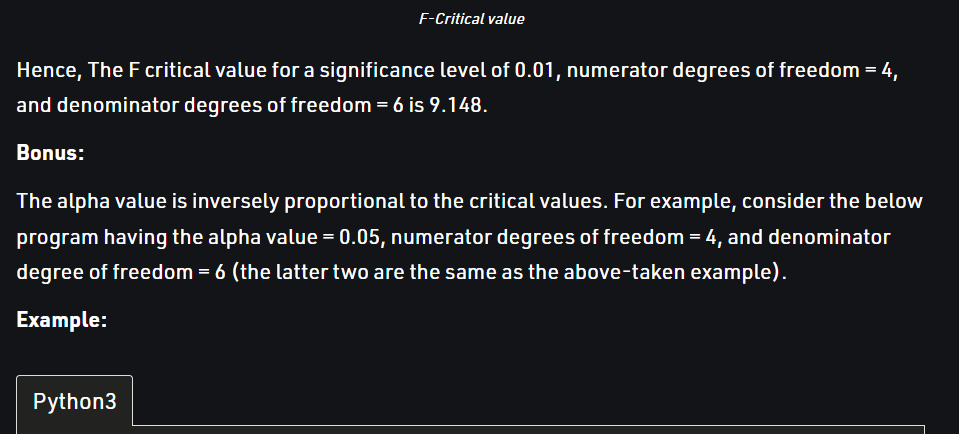 F-Critical value
Hence, The F critical value for a significance level of 0.01, numerator degrees of freedom = 4,
and denominator degrees of freedom = 6 is 9.148.
Bonus:
The alpha value is inversely proportional to the critical values. For example, consider the below
program having the alpha value = 0.05, numerator degrees of freedom = 4, and denominator
degree of freedom = 6 (the latter two are the same as the above-taken example).
Example:
Python3